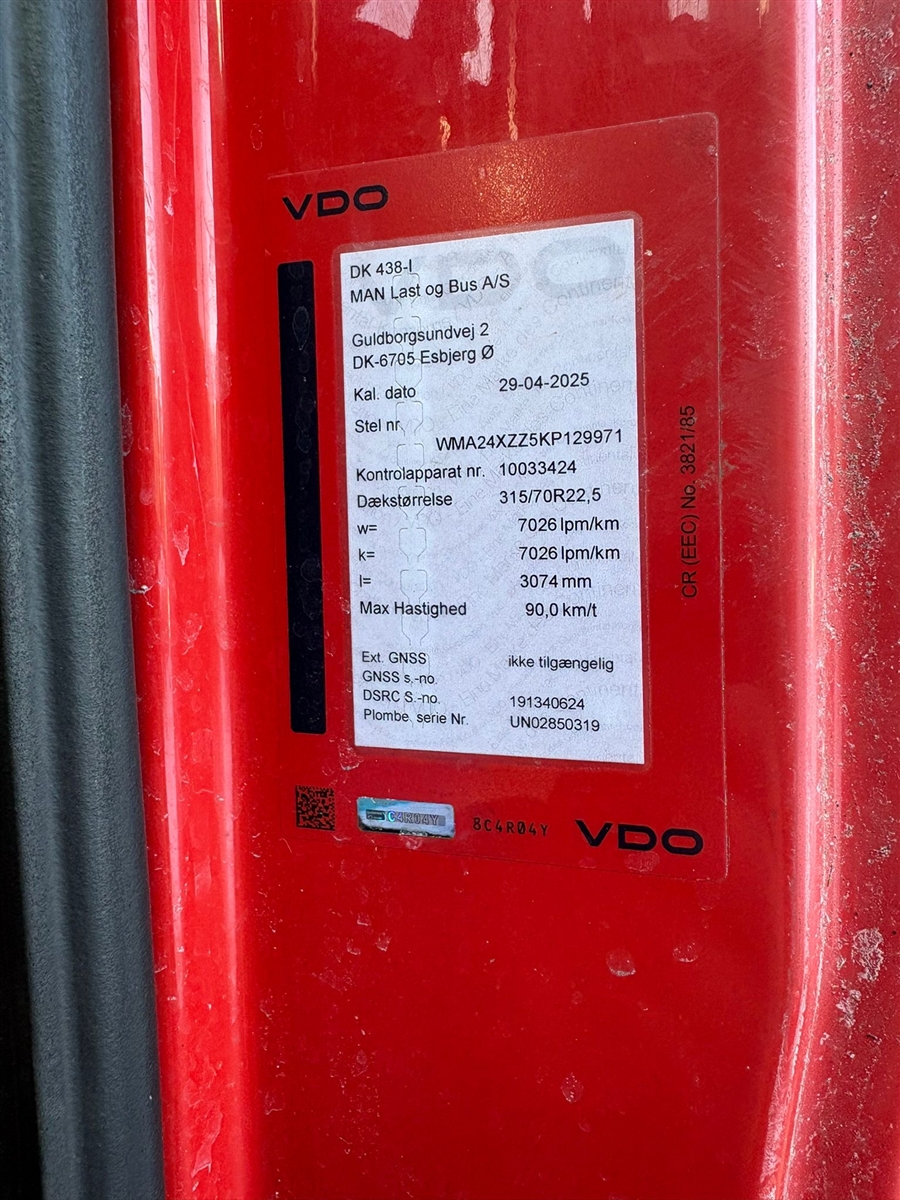 VDO
DK 438-I
MAN Last og Bus A/S
Guldborgsundvej 2
DK-6705 Esbjerg Ø
Kal. dato 29-04-2025
Stel nr.
WMA24XZZ5KP129971
Kontrolapparat nr. 10033424
Dækstørrelse 315/70R22,5
w= 7026 lpm/km
k= 7026 lpm/km
l= 3074 mm
Max Hastighed 90,0 km/t
Ext. GNSS ikke tilgængelig
GNSS s.-no.
DSRC S.-no. 191340624
Plombe. serie Nr. UN02850319
CR (EEC) No. 3821/85
C4R04Y
8C4R04Y
VDO